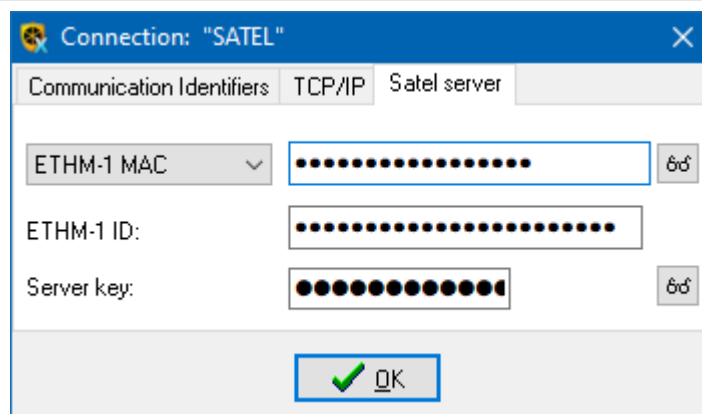 Connection: "SATEL"
Communication Identifiers TCP/IP Satel server
ETHM-1 MAC •••••••••••••••••
ETHM-1 ID: ••••••••••••••••••••••••
Server key: ●●●●●●●●●●●●●
OK